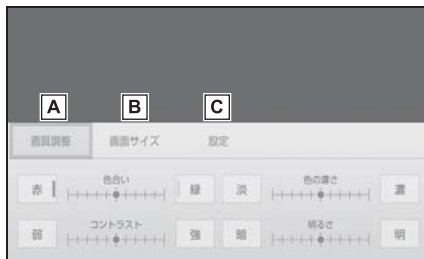 A B C
画質調整 画面サイズ 設定
色合い 色の濃さ
赤 緑 淡 濃
コントラスト 明るさ
弱 強 暗 明